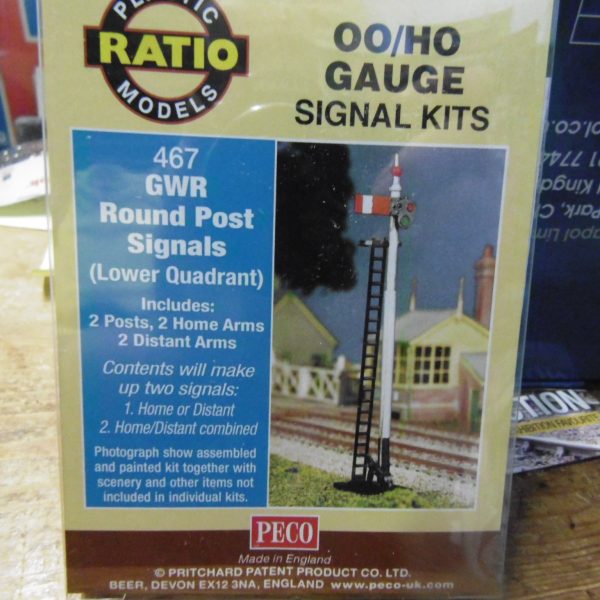 PLASTIC
RATIO
MODELS
OO/HO
GAUGE
SIGNAL KITS
467
GWR
Round Post
Signals
(Lower Quadrant)
Includes:
2 Posts, 2 Home Arms
2 Distant Arms
Contents will make
up two signals:
1. Home or Distant
2. Home/Distant combined
Photograph show assembled
and painted kit together with
scenery and other items not
included in individual kits.
PECO
Made in England
© PRITCHARD PATENT PRODUCT CO. LTD.
BEER, DEVON EX12 3NA, ENGLAND www.peco-uk.com